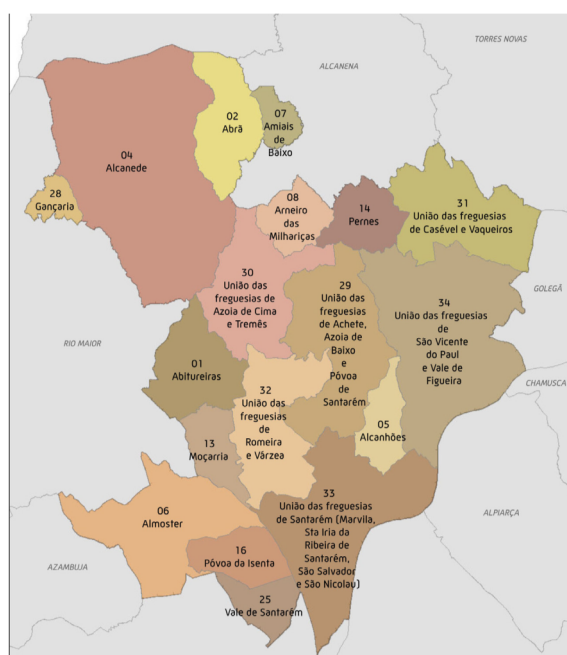 TORRES NOVAS
ALCANENA
02
Abrã
07
Amiais
de
Baixo
04
Alcanede
28
Gançaria
08
Arneiro
das
Milhariças
14
Pernes
31
União das freguesias
de Casével e Vaqueiros
30
União das
freguesias de
Azoia de Cima
e Tremês
29
União das
freguesias
de Achete,
Azoia de
Baixo
e
Póvoa
de
Santarém
34
União das freguesias
de
São Vicente
do Paul
e Vale de
Figueira
GOLEGÃ
RIO MAIOR
01
Abitureiras
CHAMUSCA
32
União das
freguesias
de
Romeira
e Várzea
05
Alcanhões
13
Moçarria
33
União das freguesias
de Santarém (Marvila,
Sta Iria da
Ribeira de
Santarém,
São Salvador
e São Nicolau)
06
Almoster
ALPIARÇA
16
Póvoa da Isenta
AZAMBUJA
25
Vale de Santarém